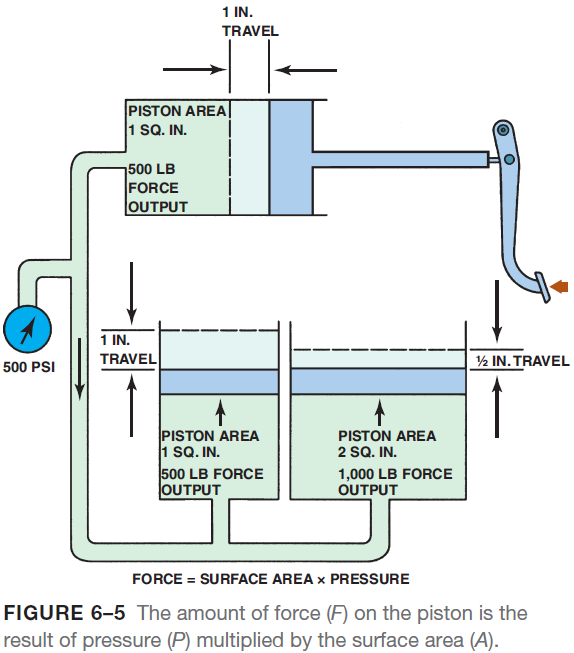 1 IN.
TRAVEL
PISTON AREA
1 SQ. IN.
500 LB
FORCE
OUTPUT
500 PSI
1 IN.
TRAVEL
½ IN. TRAVEL
PISTON AREA
1 SQ. IN.
500 LB FORCE
OUTPUT
PISTON AREA
2 SQ. IN.
1,000 LB FORCE
OUTPUT
FORCE = SURFACE AREA × PRESSURE
FIGURE 6–5 The amount of force (F) on the piston is the
result of pressure (P) multiplied by the surface area (A).